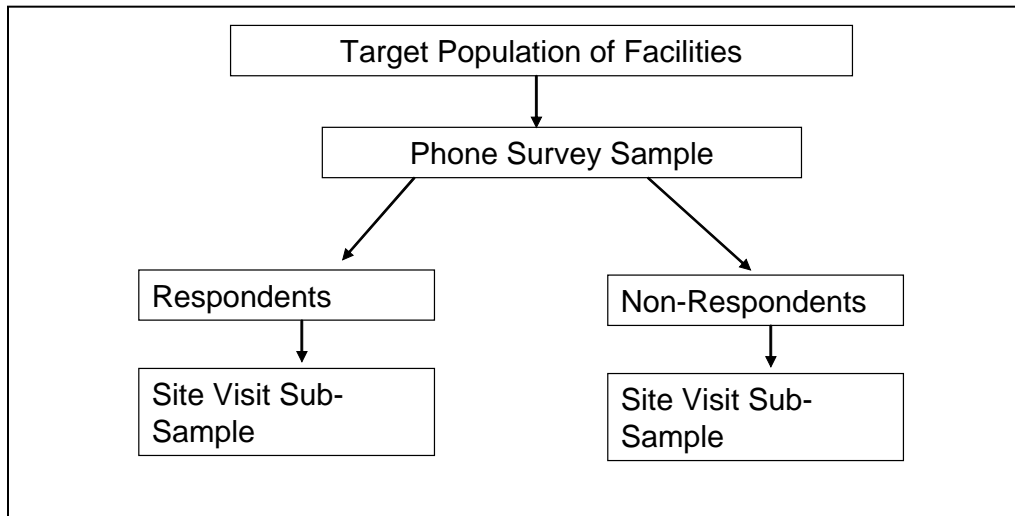 Target Population of Facilities
Phone Survey Sample
Respondents
Non-Respondents
Site Visit Sub-
Sample
Site Visit Sub-
Sample